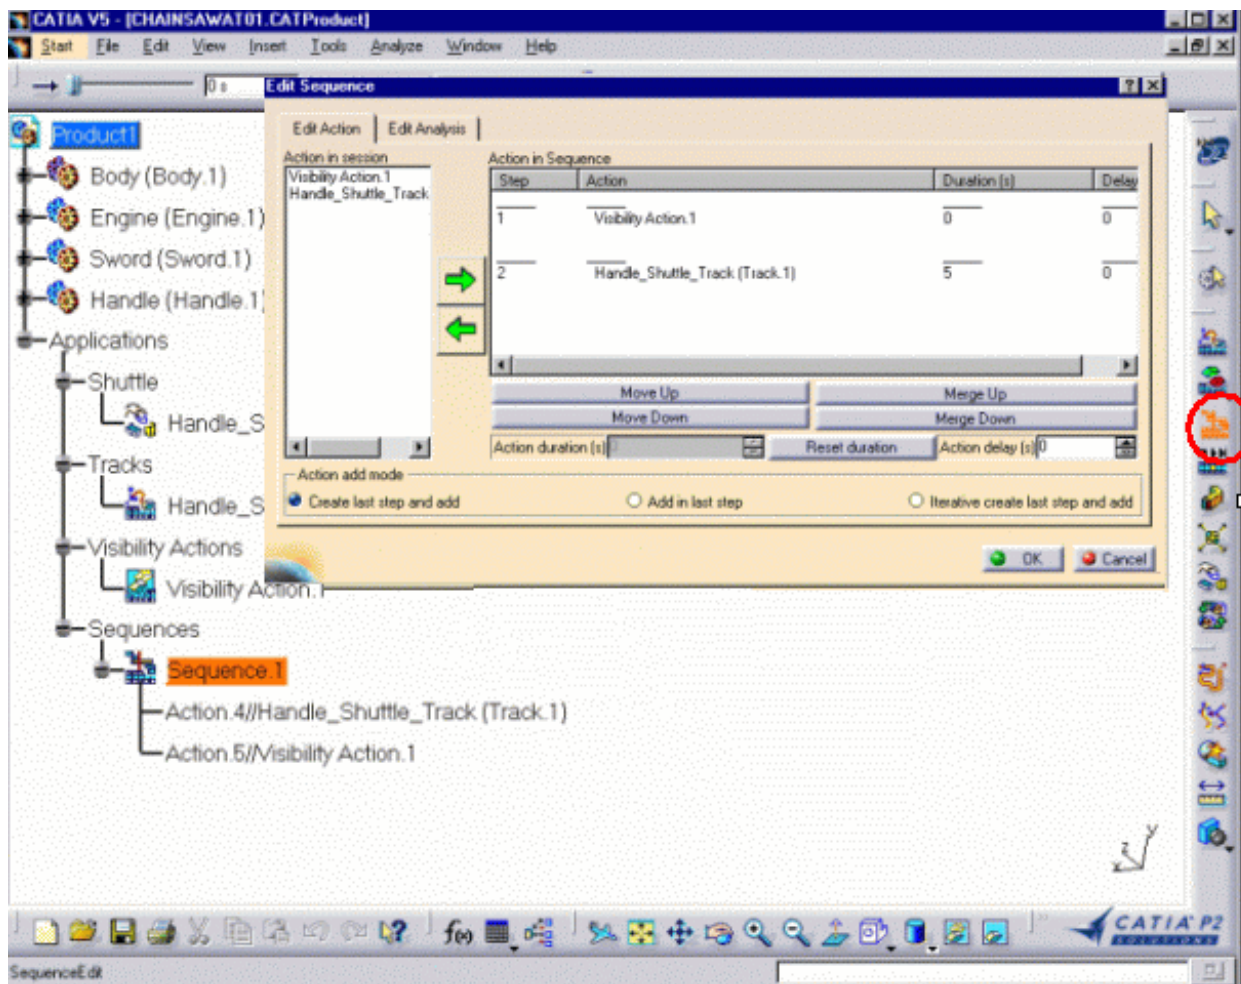 CATIA V5 - [CHAINSAWAT01.CATProduct]
Start File Edit View Insert Tools Analyze Window Help
0 s
Edit Sequence
Edit Action Edit Analysis
Action in session
Visibility Action.1
Handle_Shuttle_Track
Action in Sequence
Step Action Duration (s) Delay
1 Visibility Action.1 0 0
2 Handle_Shuttle_Track (Track.1) 5 0
Move Up Merge Up
Move Down Merge Down
Action duration (s) 0 Reset duration Action delay (s) 0
Action add mode
Create last step and add Add in last step Iterative create last step and add
OK Cancel
Product1
Body (Body.1)
Engine (Engine.1)
Sword (Sword.1)
Handle (Handle.1)
Applications
Shuttle
Handle_S
Tracks
Handle_S
Visibility Actions
Visibility Action.1
Sequences
Sequence.1
Action.4//Handle_Shuttle_Track (Track.1)
Action.5//Visibility Action.1
z y
x
f(x)
CATIA P2
SOLUTIONS
SequenceEdit